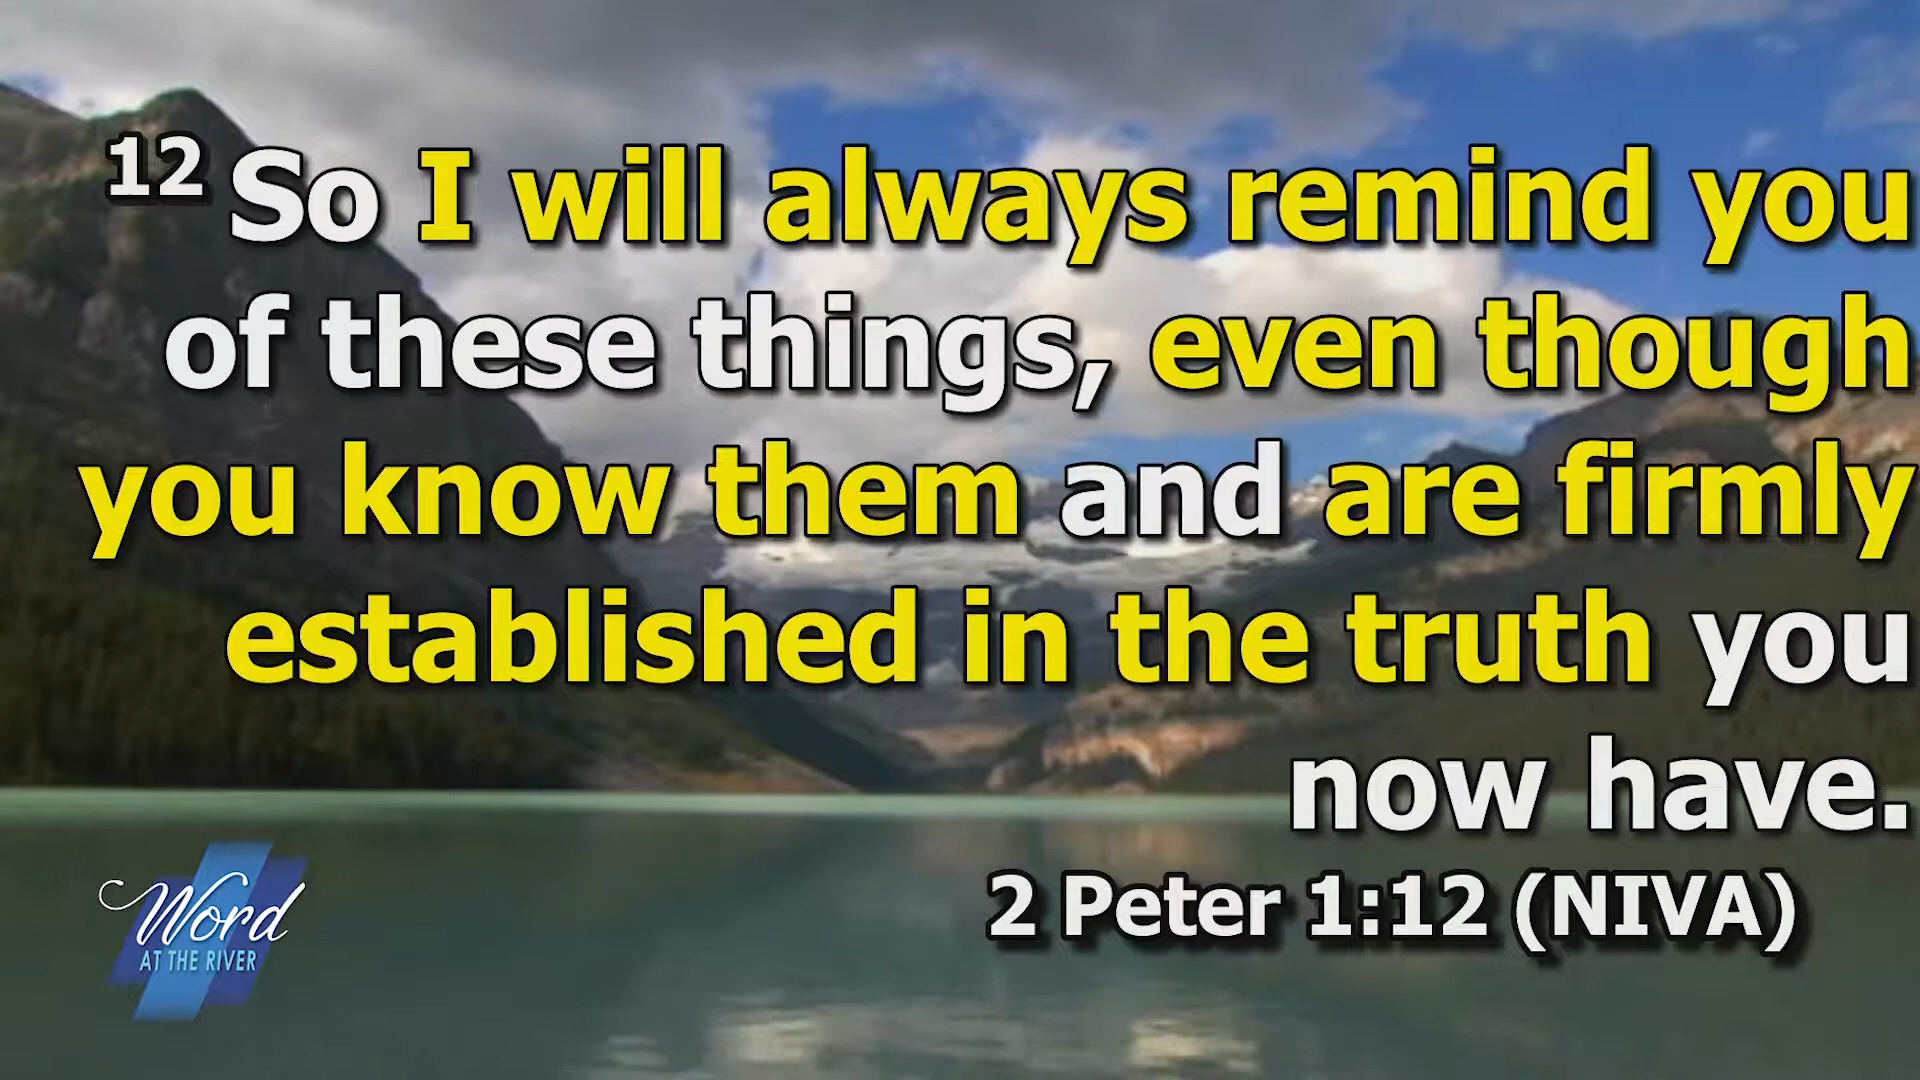 12 So I will always remind you
of these things, even though
you know them and are firmly
established in the truth you
now have.
2 Peter 1:12 (NIVA)
Word
AT THE RIVER